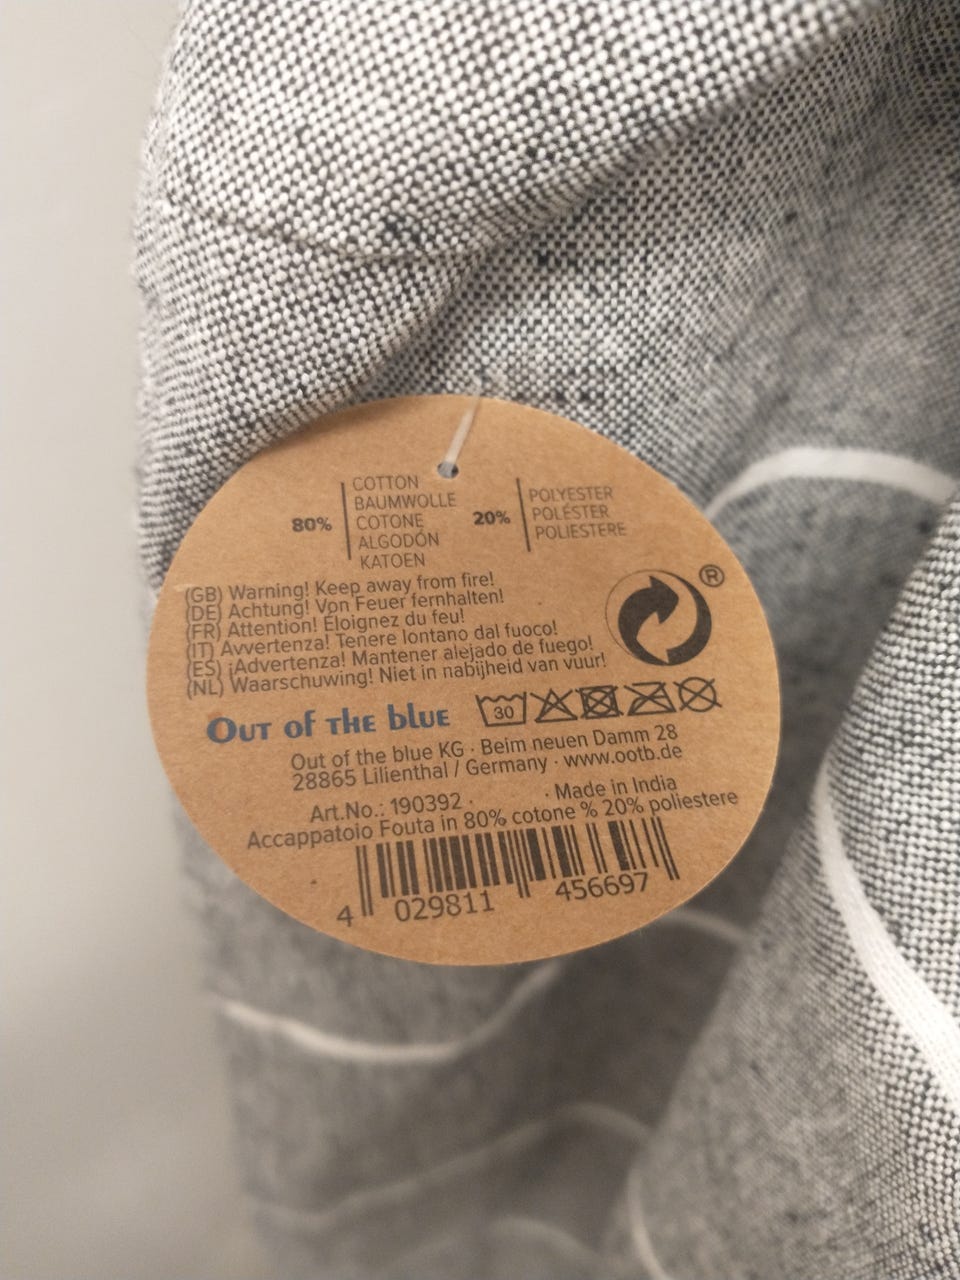 80%
COTTON
BAUMWOLLE
COTONE
ALGODÓN
KATOEN
20%
POLYESTER
POLÉSTER
POLIESTERE
(GB) Warning! Keep away from fire!
(DE) Achtung! Von Feuer fernhalten!
(FR) Attention! Éloignez du feu!
(IT) Avvertenza! Tenere lontano dal fuoco!
(ES) ¡Advertenza! Mantener alejado de fuego!
(NL) Waarschuwing! Niet in nabijheid van vuur!
®
OUT of THE bluE
30
Out of the blue KG · Beim neuen Damm 28
28865 Lilienthal / Germany · www.ootb.de
Art.No.: 190392 · · Made in India
Accappatoio Fouta in 80% cotone % 20% poliestere
4 029811 456697